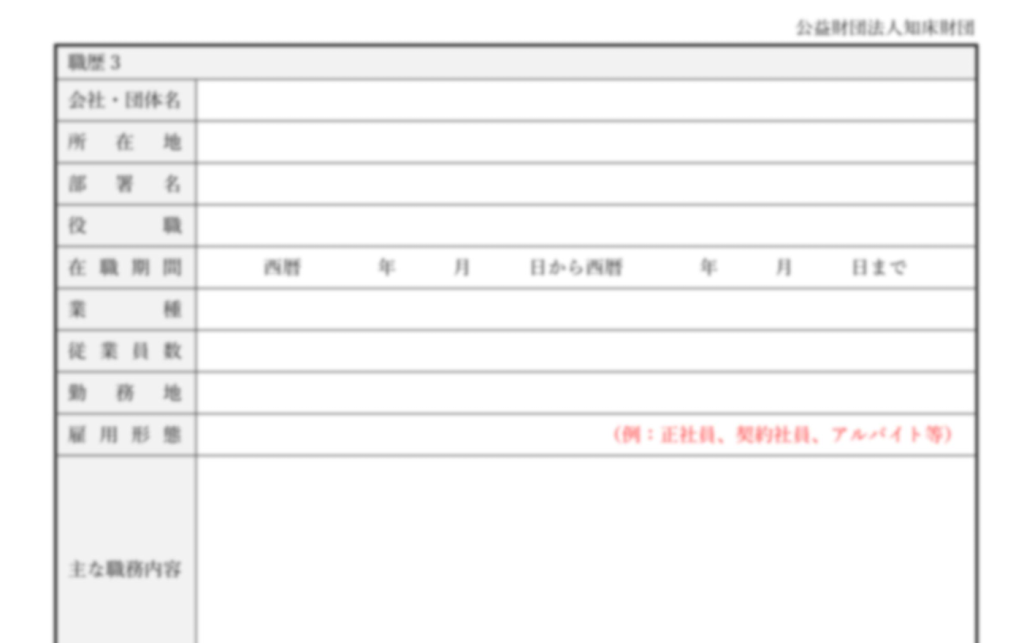 公益財団法人知床財団
職歴3
会社・団体名
所在地
部署名
役職
在職期間 西暦 年 月 日から西暦 年 月 日まで
業種
従業員数
勤務地
雇用形態 （例：正社員、契約社員、アルバイト等）
主な職務内容